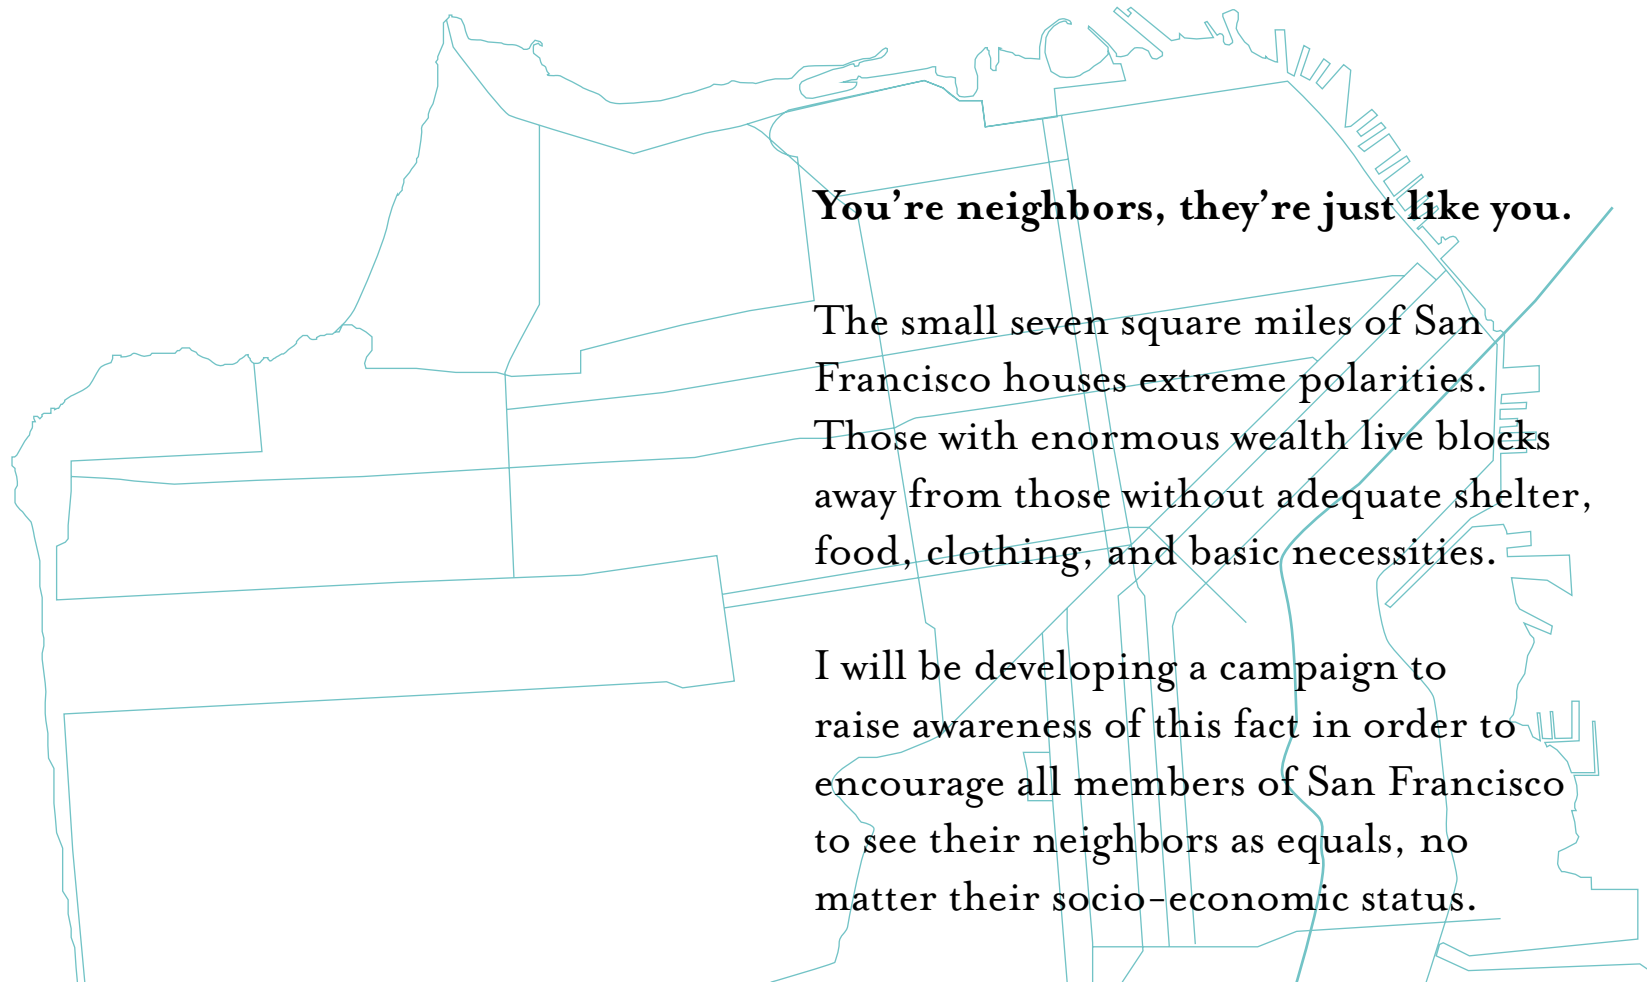 You’re neighbors, they’re just like you.
The small seven square miles of San
Francisco houses extreme polarities.
Those with enormous wealth live blocks
away from those without adequate shelter,
food, clothing, and basic necessities.
I will be developing a campaign to
raise awareness of this fact in order to
encourage all members of San Francisco
to see their neighbors as equals, no
matter their socio-economic status.